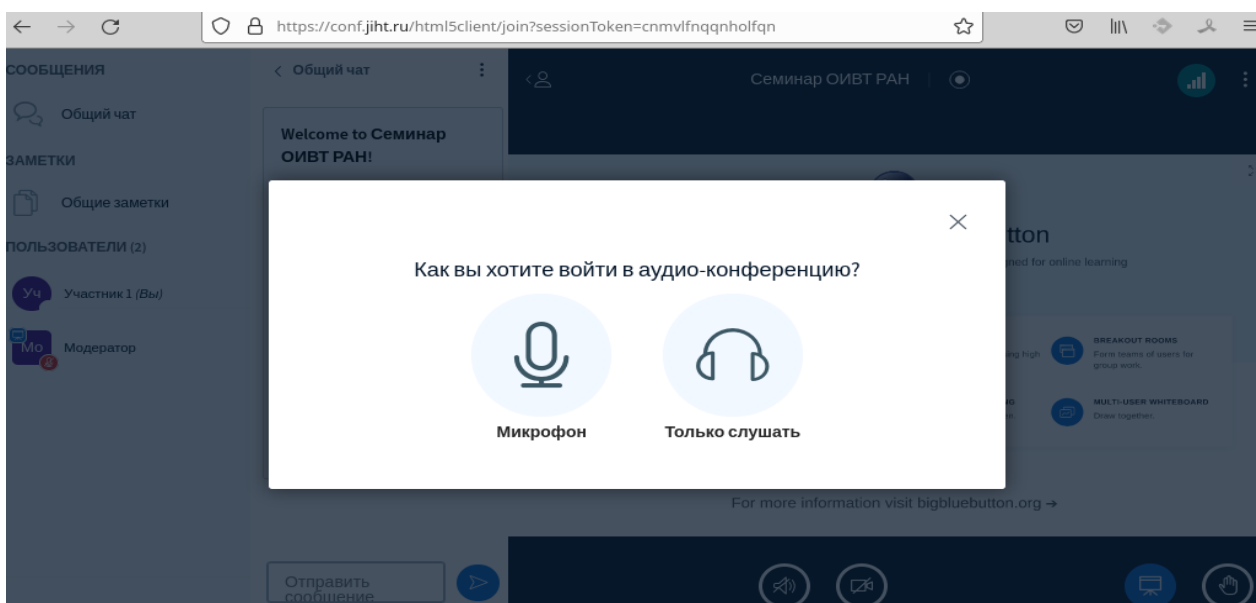 https://conf.jiht.ru/html5client/join?sessionToken=cnmvlfnqqnholfqn
СООБЩЕНИЯ
Общий чат
ЗАМЕТКИ
Общие заметки
ПОЛЬЗОВАТЕЛИ (2)
Уч Участник 1 (Вы)
Мо Модератор
Общий чат
Welcome to Семинар
ОИВТ РАН!
Отправить
сообщение
Семинар ОИВТ РАН
Как вы хотите войти в аудио-конференцию?
Микрофон
Только слушать
for online learning
high
BREAKOUT ROOMS
Form teams of users for
group work.
MULTI-USER WHITEBOARD
Draw together.
For more information visit bigbluebutton.org →